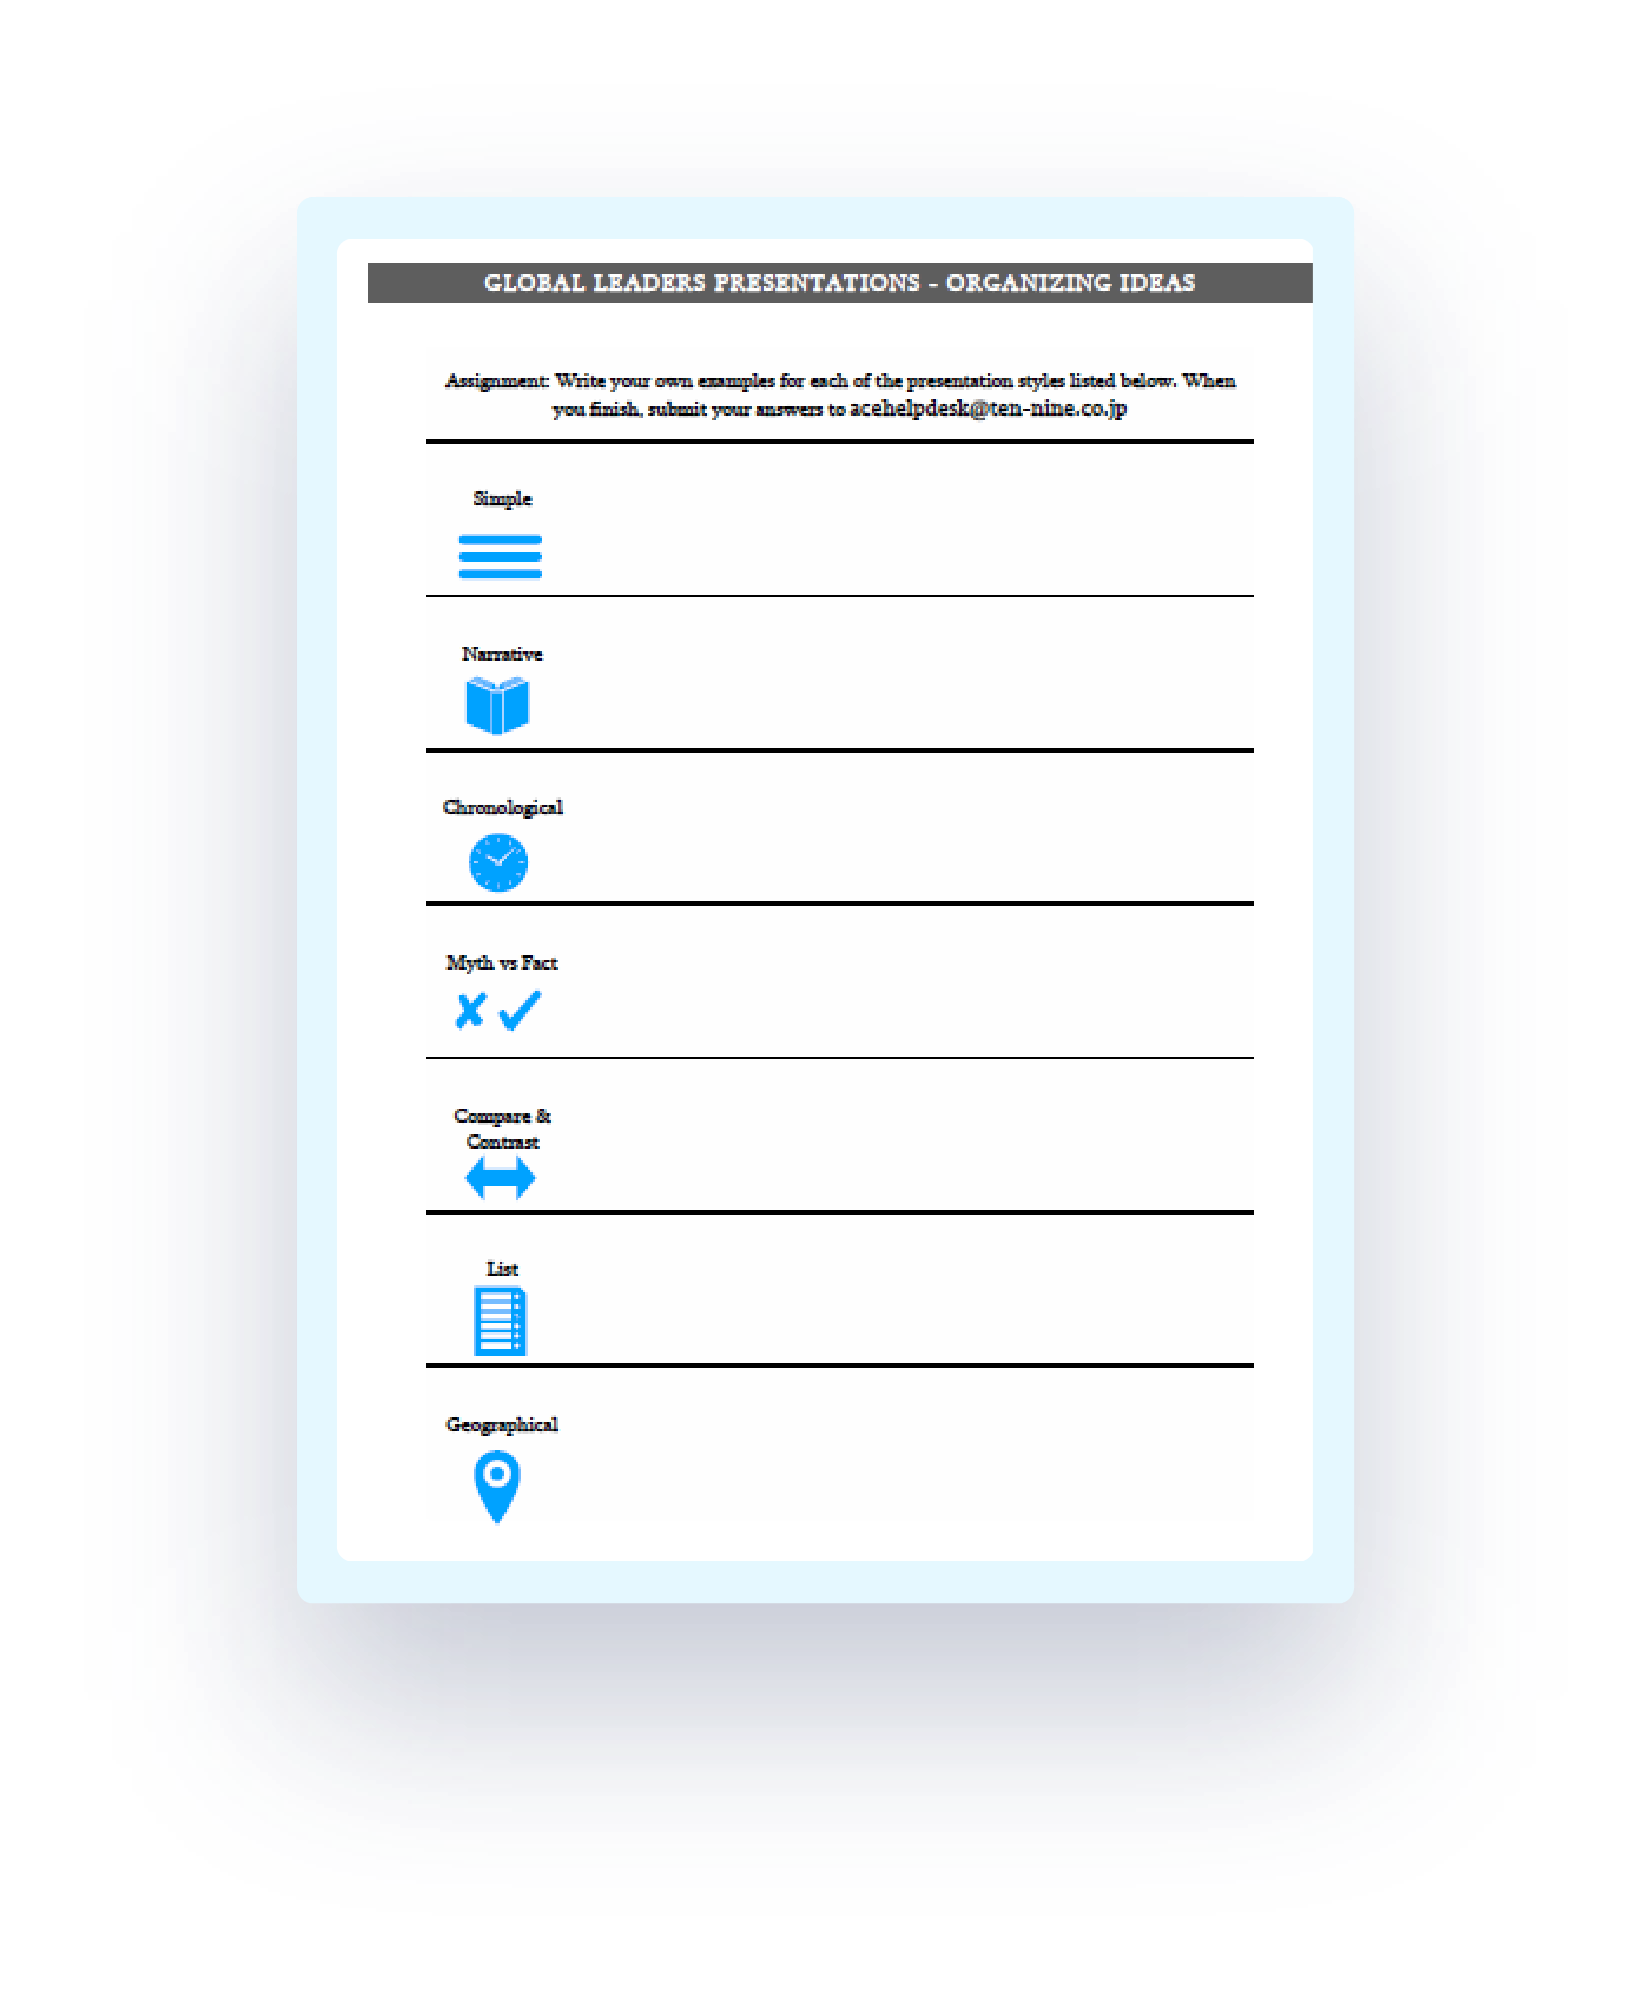 GLOBAL LEADERS PRESENTATIONS - ORGANIZING IDEAS
Assignment: Write your own examples for each of the presentation styles listed below. When
you finish, submit your answers to acehelpdesk@ten-nine.co.jp
Simple
Narrative
Chronological
Myth vs Fact
Compare &
Contrast
List
Geographical